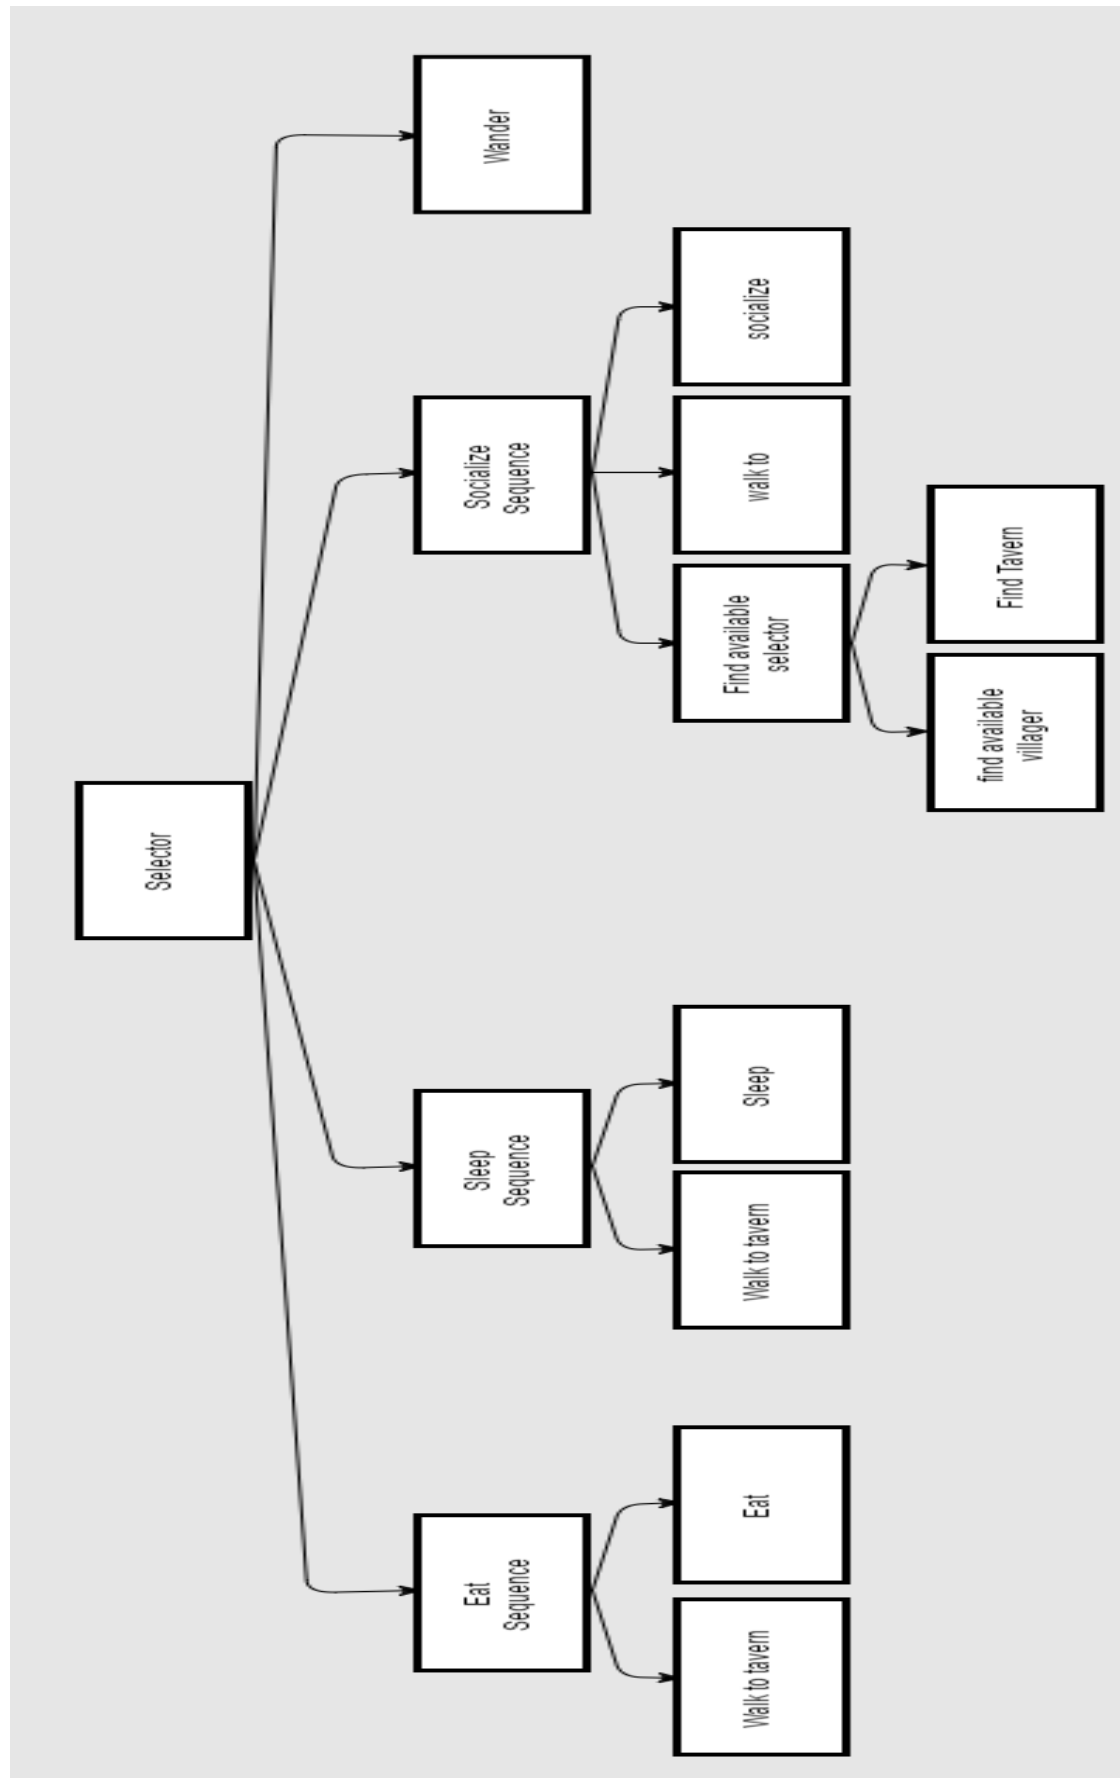 Selector
Eat
Sequence
Sleep
Sequence
Socialize
Sequence
Wander
Walk to tavern
Eat
Walk to tavern
Sleep
Find available
selector
walk to
socialize
find available
villager
Find Tavern